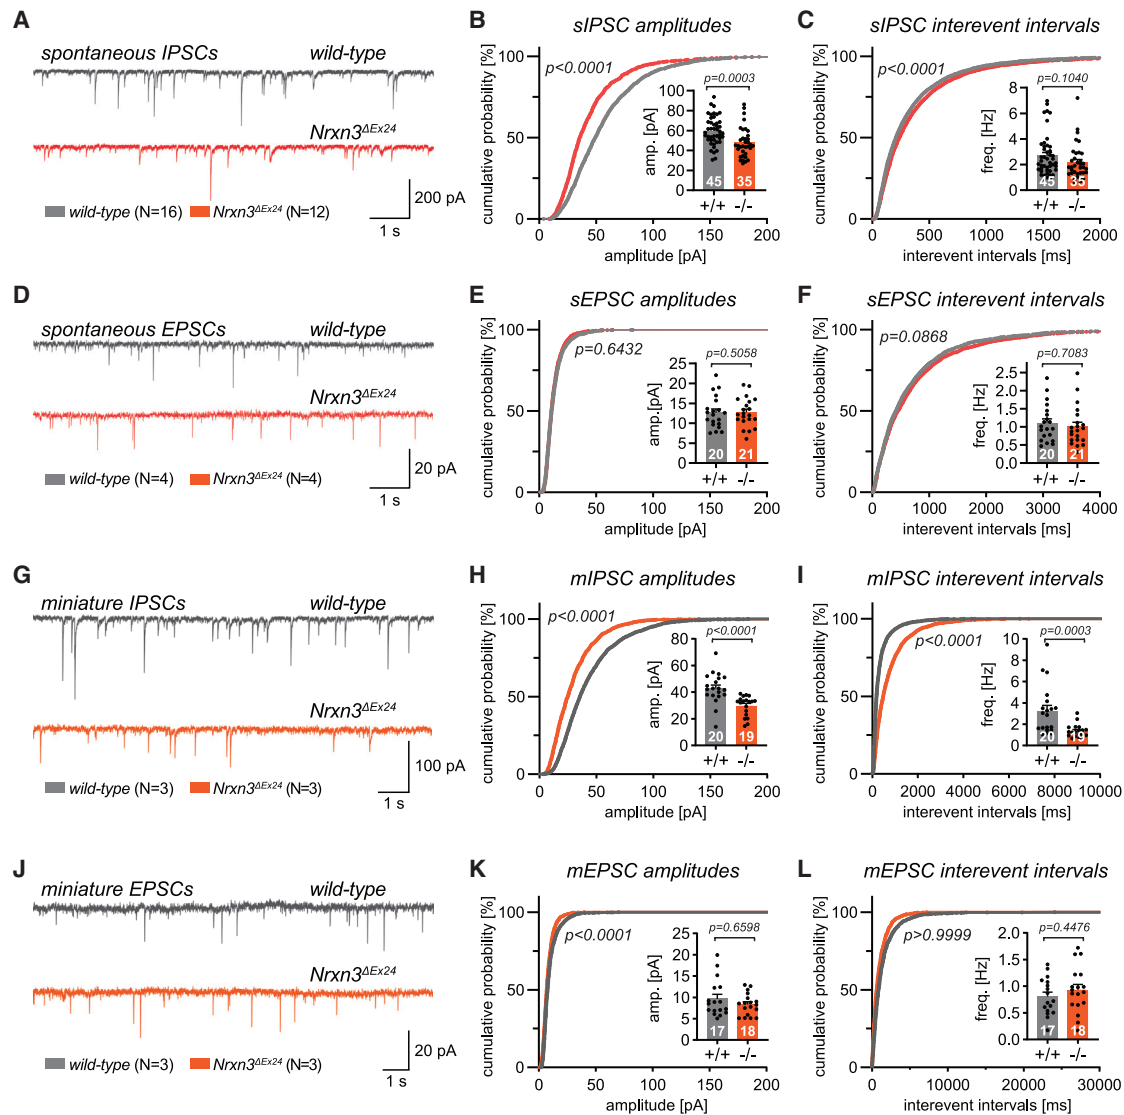 A
spontaneous IPSCs
wild-type
Nrxn3ΔEx24
200 pA
1 s
wild-type (N=16)
Nrxn3ΔEx24 (N=12)
B
sIPSC amplitudes
cumulative probability [%]
100
50
0
p<0.0001
p=0.0003
amp. [pA]
100
80
60
40
20
0
45
35
+/+
-/-
0
50
100
150
200
amplitude [pA]
C
sIPSC interevent intervals
cumulative probability [%]
100
50
0
p<0.0001
p=0.1040
freq. [Hz]
8
6
4
2
0
45
35
+/+
-/-
0
500
1000
1500
2000
interevent intervals [ms]
D
spontaneous EPSCs
wild-type
Nrxn3ΔEx24
20 pA
1 s
wild-type (N=4)
Nrxn3ΔEx24 (N=4)
E
sEPSC amplitudes
cumulative probability [%]
100
50
0
p=0.6432
p=0.5058
amp.[pA]
25
20
15
10
5
0
20
21
+/+
-/-
0
50
100
150
200
amplitude [pA]
F
sEPSC interevent intervals
cumulative probability [%]
100
50
0
p=0.0868
p=0.7083
freq. [Hz]
2.5
2.0
1.5
1.0
0.5
0.0
20
21
+/+
-/-
0
1000
2000
3000
4000
interevent intervals [ms]
G
miniature IPSCs
wild-type
Nrxn3ΔEx24
100 pA
1 s
wild-type (N=3)
Nrxn3ΔEx24 (N=3)
H
mIPSC amplitudes
cumulative probability [%]
100
50
0
p<0.0001
p<0.0001
amp. [pA]
80
60
40
20
0
20
19
+/+
-/-
0
50
100
150
200
amplitude [pA]
I
mIPSC interevent intervals
cumulative probability [%]
100
50
0
p<0.0001
p=0.0003
freq. [Hz]
10
8
6
4
2
0
20
19
+/+
-/-
0
2000
4000
6000
8000
10000
interevent intervals [ms]
J
miniature EPSCs
wild-type
Nrxn3ΔEx24
20 pA
1 s
wild-type (N=3)
Nrxn3ΔEx24 (N=3)
K
mEPSC amplitudes
cumulative probability [%]
100
50
0
p<0.0001
p=0.6598
amp. [pA]
25
20
15
10
5
0
17
18
+/+
-/-
0
50
100
150
200
amplitude [pA]
L
mEPSC interevent intervals
cumulative probability [%]
100
50
0
p>0.9999
p=0.4476
freq. [Hz]
2.0
1.5
1.0
0.5
0.0
17
18
+/+
-/-
0
10000
20000
30000
interevent intervals [ms]